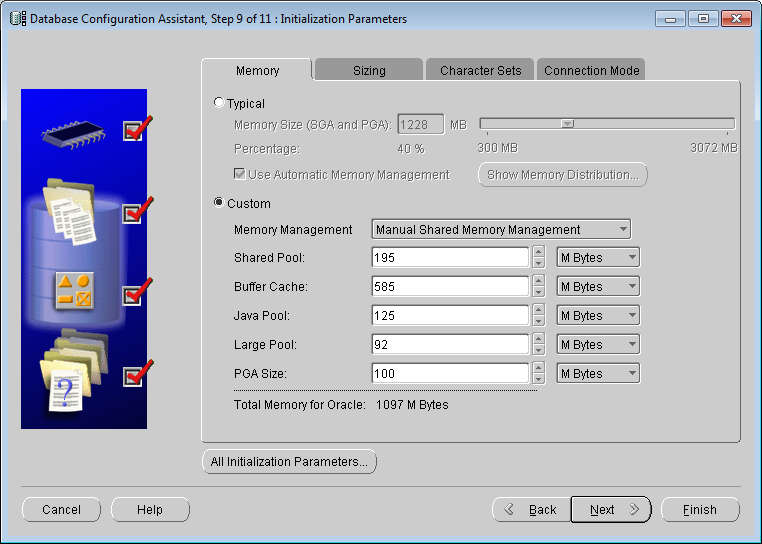 Database Configuration Assistant, Step 9 of 11 : Initialization Parameters
Memory Sizing Character Sets Connection Mode
Typical
Memory Size (SGA and PGA): 1228 MB
Percentage: 40 % 300 MB 3072 MB
Use Automatic Memory Management Show Memory Distribution...
Custom
Memory Management Manual Shared Memory Management
Shared Pool: 195 M Bytes
Buffer Cache: 585 M Bytes
Java Pool: 125 M Bytes
Large Pool: 92 M Bytes
PGA Size: 100 M Bytes
Total Memory for Oracle: 1097 M Bytes
?
All Initialization Parameters...
Cancel Help Back Next Finish